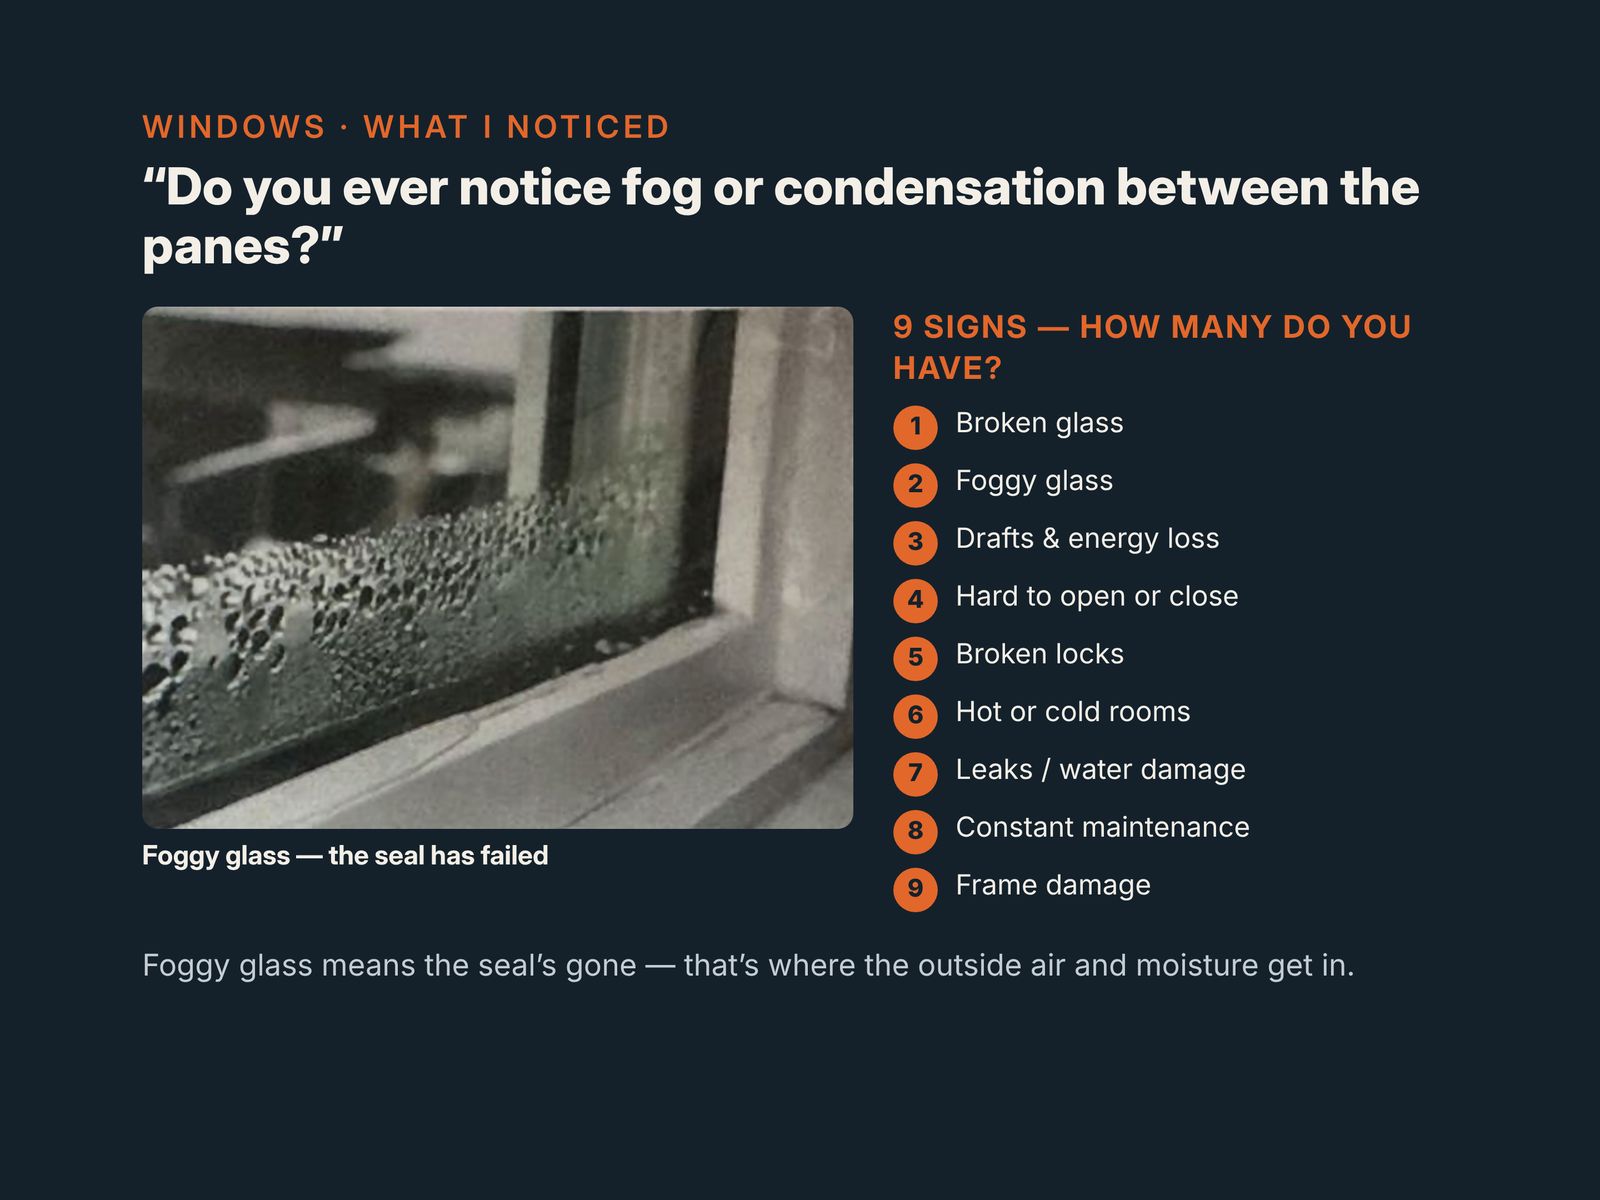 WINDOWS · WHAT I NOTICED
“Do you ever notice fog or condensation between the
panes?”
Foggy glass — the seal has failed
9 SIGNS — HOW MANY DO YOU
HAVE?
1 Broken glass
2 Foggy glass
3 Drafts & energy loss
4 Hard to open or close
5 Broken locks
6 Hot or cold rooms
7 Leaks / water damage
8 Constant maintenance
9 Frame damage
Foggy glass means the seal’s gone — that’s where the outside air and moisture get in.